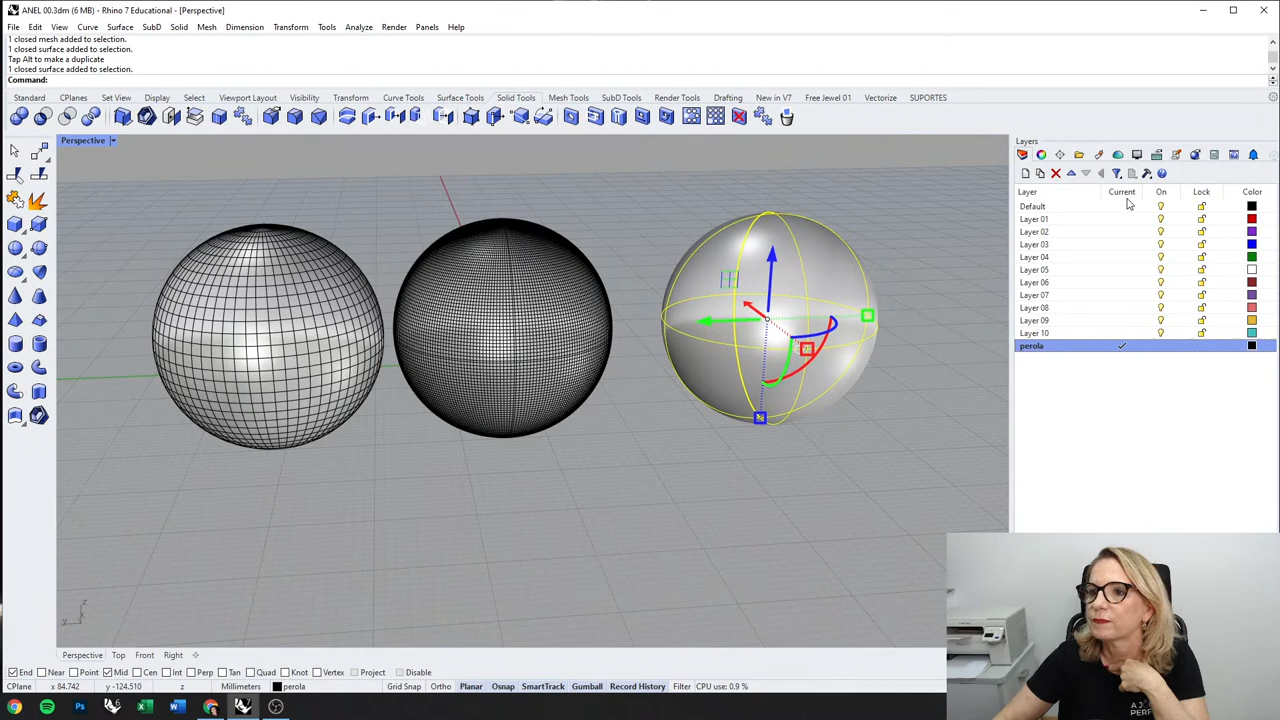 ANEL 00.3dm (6 MB) - Rhino 7 Educational - [Perspective]
File Edit View Curve Surface SubD Solid Mesh Dimension Transform Tools Analyze Render Panels Help
1 closed mesh added to selection.
1 closed surface added to selection.
Tap Alt to make a duplicate
1 closed surface added to selection.
Command:
Standard CPlanes Set View Display Select Viewport Layout Visibility Transform Curve Tools Surface Tools Solid Tools Mesh Tools SubD Tools Render Tools Drafting New in V7 Free Jewel 01 Vectorize SUPORTES
Perspective
Layers
Layer Current On Lock Color
Default
Layer 01
Layer 02
Layer 03
Layer 04
Layer 05
Layer 06
Layer 07
Layer 08
Layer 09
Layer 10
perola
z
y
Perspective Top Front Right
End Near Point Mid Cen Int Perp Tan Quad Knot Vertex Project Disable
CPlane x 84.742 y -124.510 z Millimeters perola Grid Snap Ortho Planar Osnap SmartTrack Gumball Record History Filter CPU use: 0.9 %